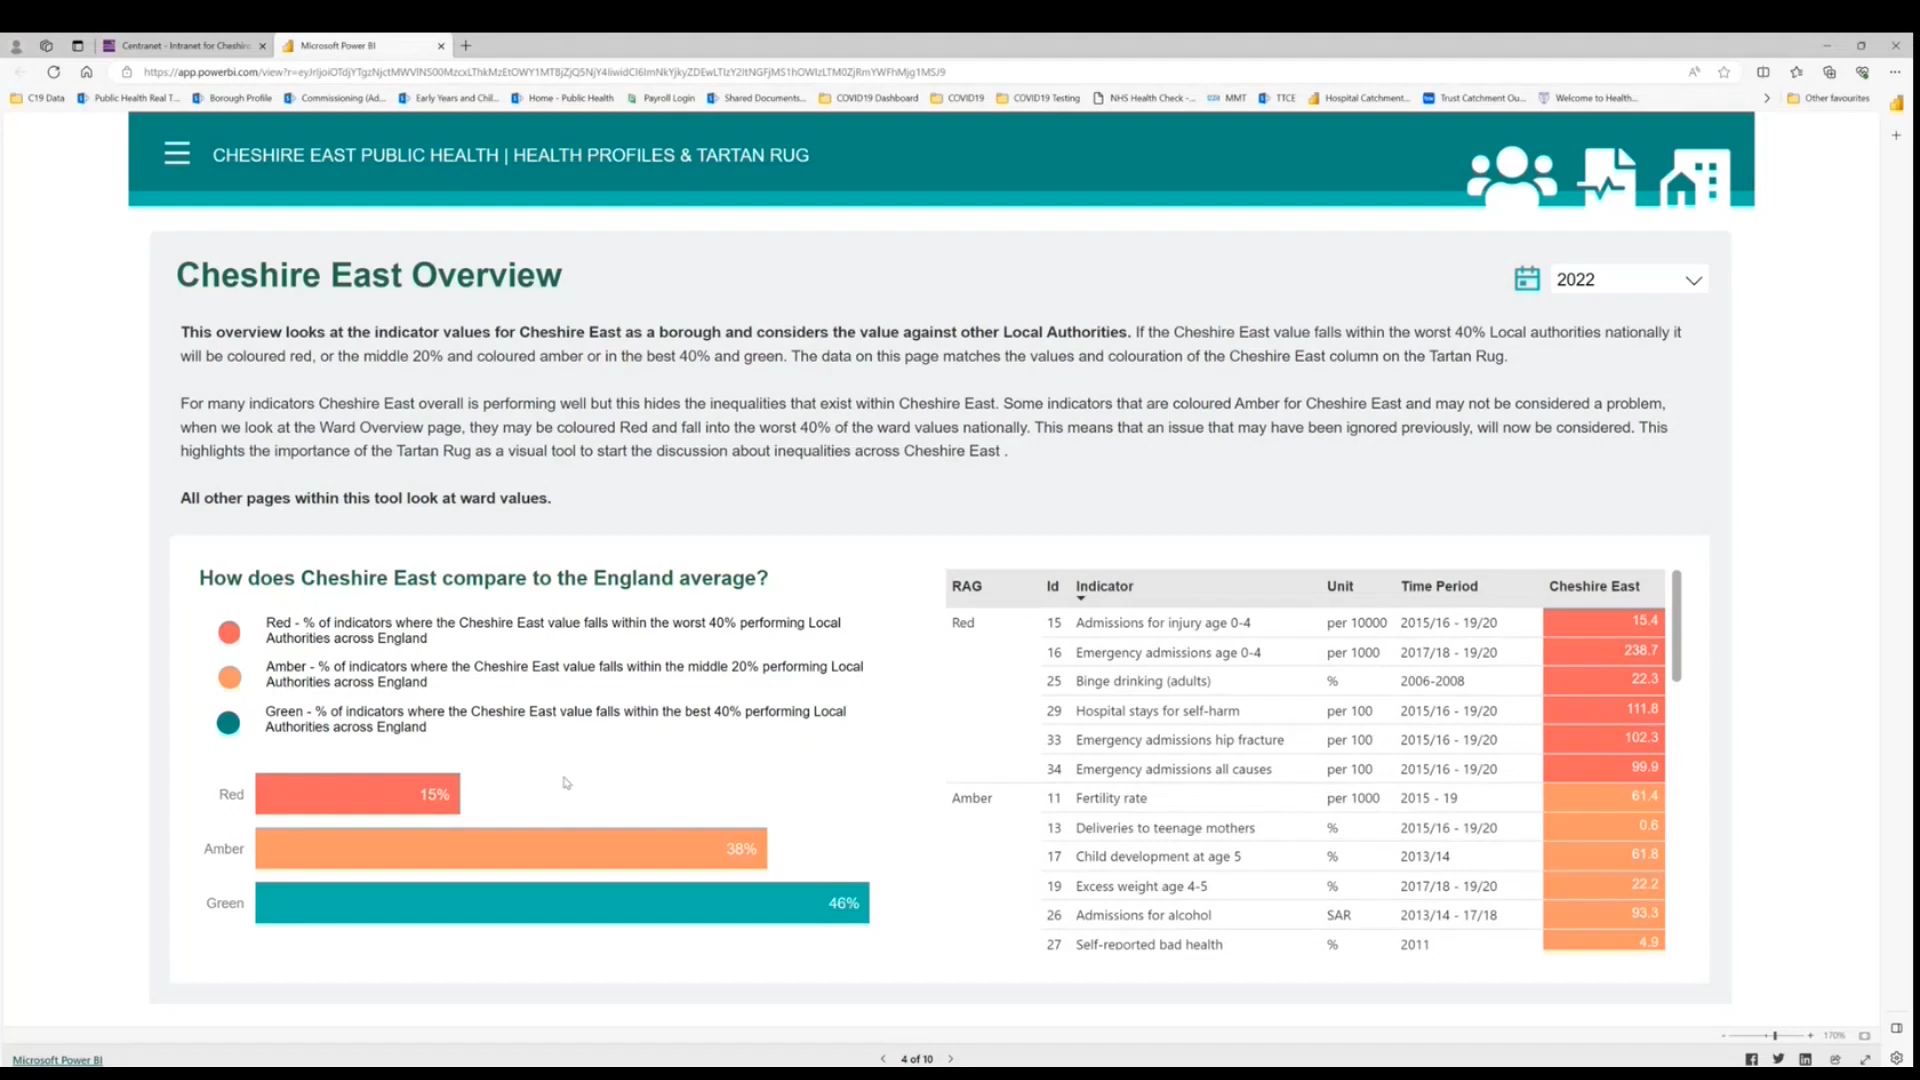 Centranet - Intranet for Cheshire
Microsoft Power BI
C19 Data
Public Health Real T...
Borough Profile
Commissioning (Ad...
Early Years and Chil...
Home - Public Health
Payroll Login
Shared Documents...
COVID19 Dashboard
COVID19
COVID19 Testing
NHS Health Check -...
MMT
TTCE
Hospital Catchment...
Trust Catchment Ou...
Welcome to Health...
Other favourites
CHESHIRE EAST PUBLIC HEALTH | HEALTH PROFILES & TARTAN RUG
Cheshire East Overview
2022
This overview looks at the indicator values for Cheshire East as a borough and considers the value against other Local Authorities. If the Cheshire East value falls within the worst 40% Local authorities nationally it
will be coloured red, or the middle 20% and coloured amber or in the best 40% and green. The data on this page matches the values and colouration of the Cheshire East column on the Tartan Rug.
For many indicators Cheshire East overall is performing well but this hides the inequalities that exist within Cheshire East. Some indicators that are coloured Amber for Cheshire East and may not be considered a problem,
when we look at the Ward Overview page, they may be coloured Red and fall into the worst 40% of the ward values nationally. This means that an issue that may have been ignored previously, will now be considered. This
highlights the importance of the Tartan Rug as a visual tool to start the discussion about inequalities across Cheshire East .
All other pages within this tool look at ward values.
How does Cheshire East compare to the England average?
Red - % of indicators where the Cheshire East value falls within the worst 40% performing Local
Authorities across England
Amber - % of indicators where the Cheshire East value falls within the middle 20% performing Local
Authorities across England
Green - % of indicators where the Cheshire East value falls within the best 40% performing Local
Authorities across England
Red 15%
Amber 38%
Green 46%
RAG Id Indicator Unit Time Period Cheshire East
Red 15 Admissions for injury age 0-4 per 10000 2015/16 - 19/20 15.4
16 Emergency admissions age 0-4 per 1000 2017/18 - 19/20 238.7
25 Binge drinking (adults) % 2006-2008 22.3
29 Hospital stays for self-harm per 100 2015/16 - 19/20 111.8
33 Emergency admissions hip fracture per 100 2015/16 - 19/20 102.3
34 Emergency admissions all causes per 100 2015/16 - 19/20 99.9
Amber 11 Fertility rate per 1000 2015 - 19 61.4
13 Deliveries to teenage mothers % 2015/16 - 19/20 0.6
17 Child development at age 5 % 2013/14 61.8
19 Excess weight age 4-5 % 2017/18 - 19/20 22.2
26 Admissions for alcohol SAR 2013/14 - 17/18 93.3
27 Self-reported bad health % 2011 4.9
170%
Microsoft Power BI
4 of 10